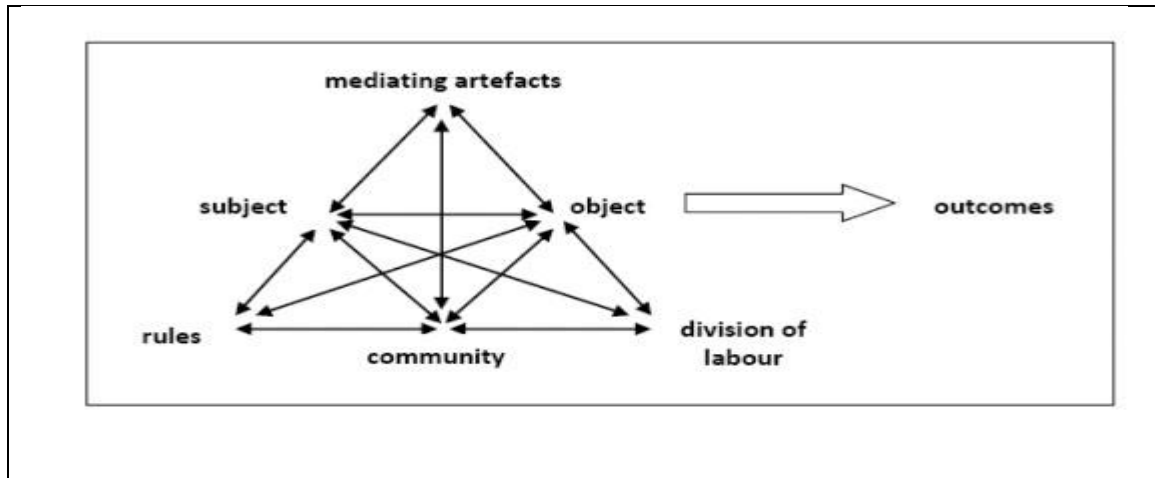 mediating artefacts
subject
object
outcomes
rules
community
division of
labour